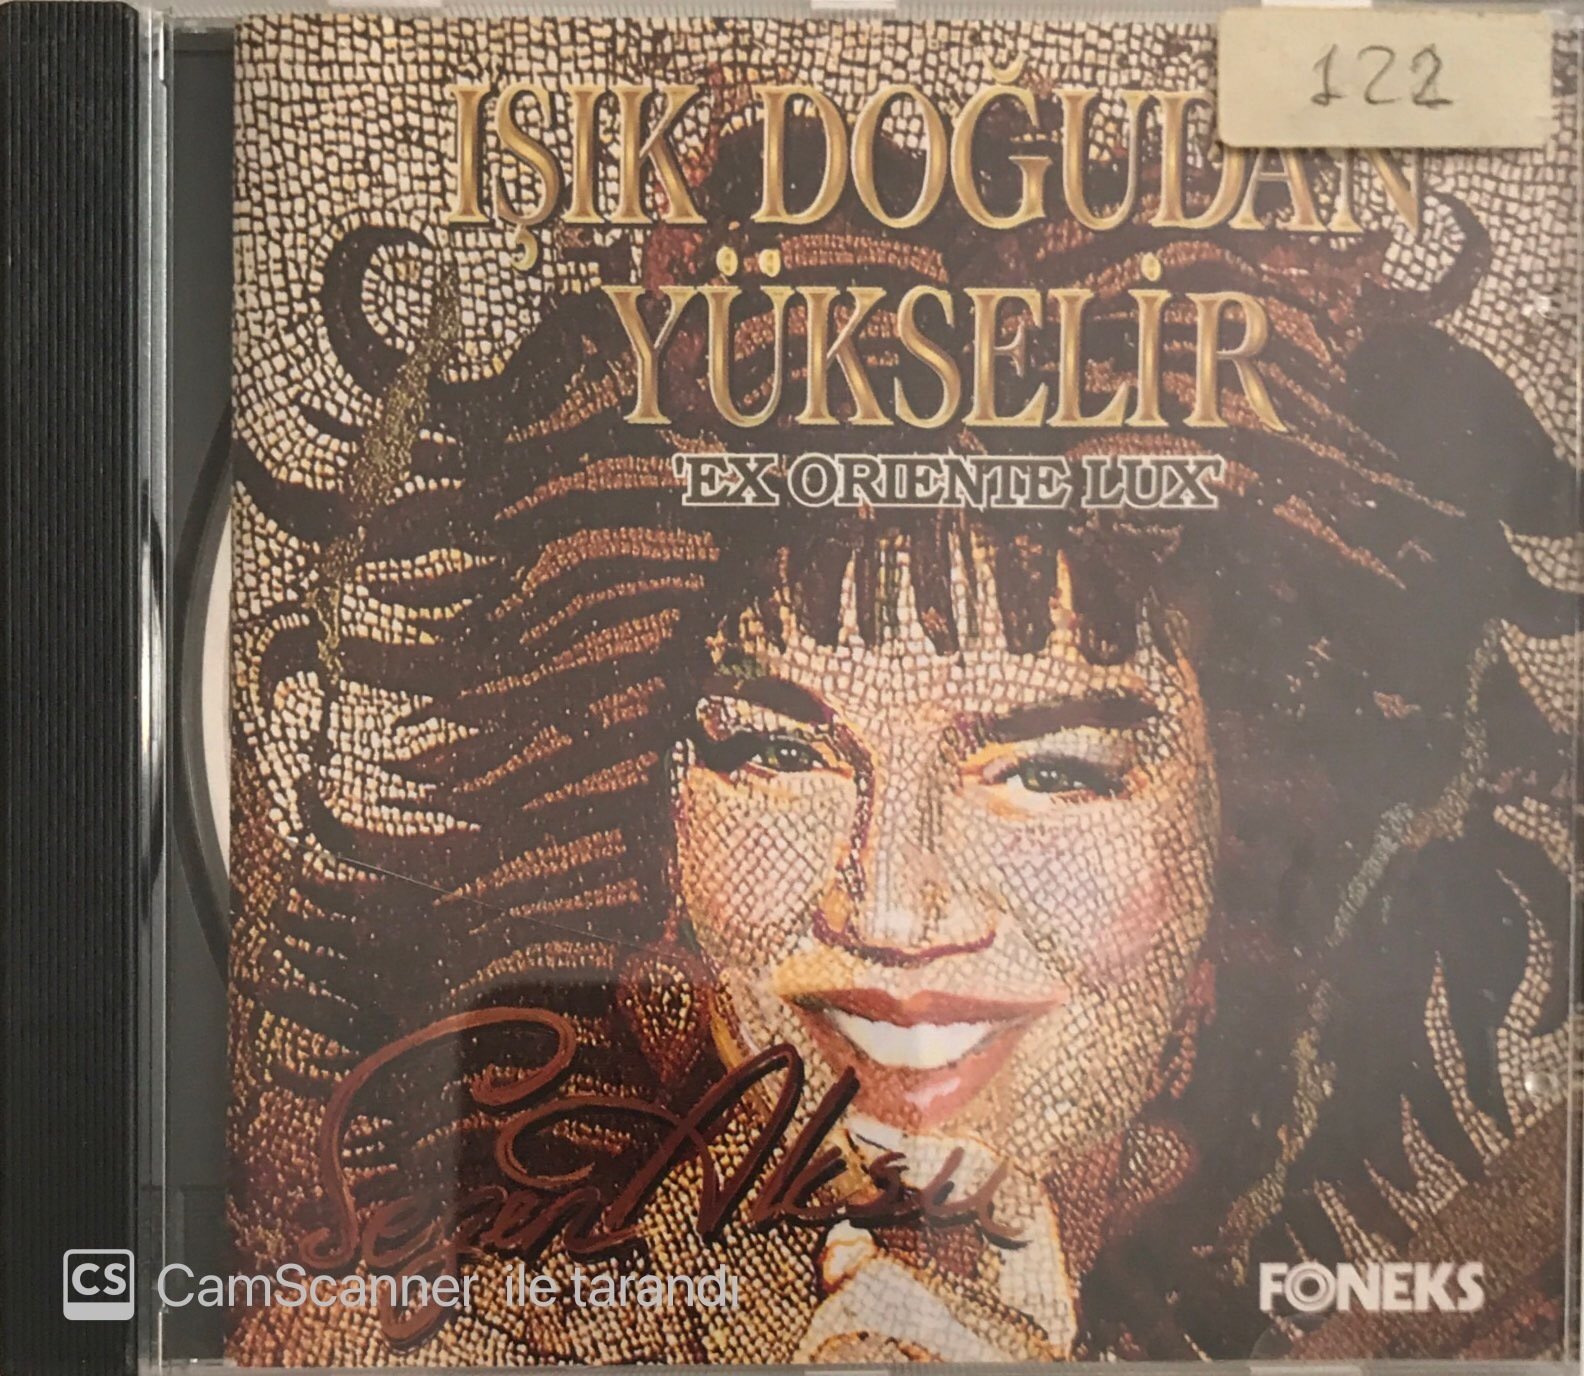 122
IŞIK DOĞUDAN
YÜKSELİR
'EX ORIENTE LUX'
Sezen Aksu
CS CamScanner ile tarandı
FONEKS